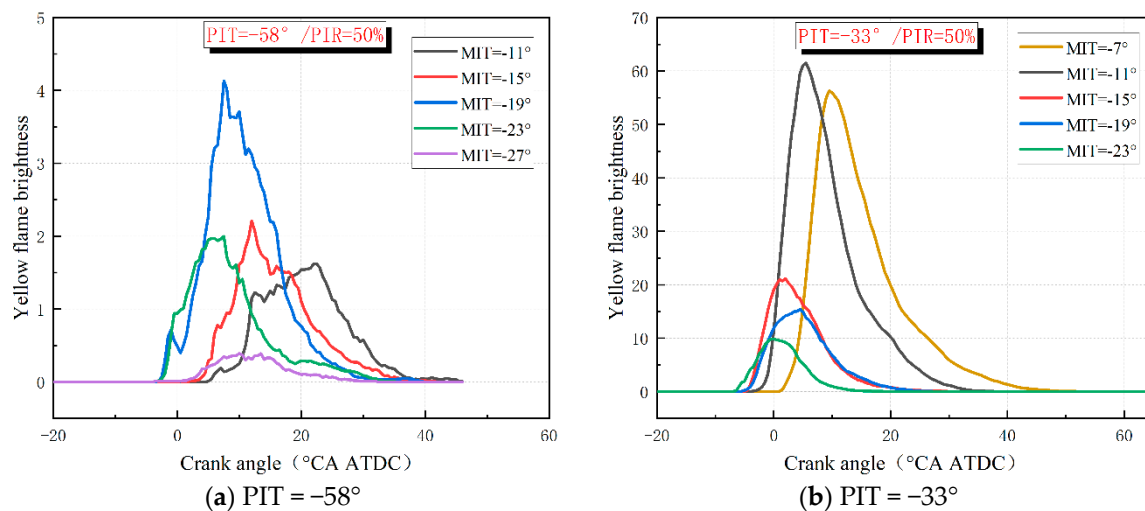 PIT=-58° /PIR=50%
MIT=-11°
MIT=-15°
MIT=-19°
MIT=-23°
MIT=-27°
5
4
3
2
1
0
Yellow flame brightness
-20 0 20 40 60
Crank angle（°CA ATDC）
(a) PIT = −58°
PIT=-33° /PIR=50%
MIT=-7°
MIT=-11°
MIT=-15°
MIT=-19°
MIT=-23°
70
60
50
40
30
20
10
0
Yellow flame brightness
-20 0 20 40 60
Crank angle（°CA ATDC）
(b) PIT = −33°